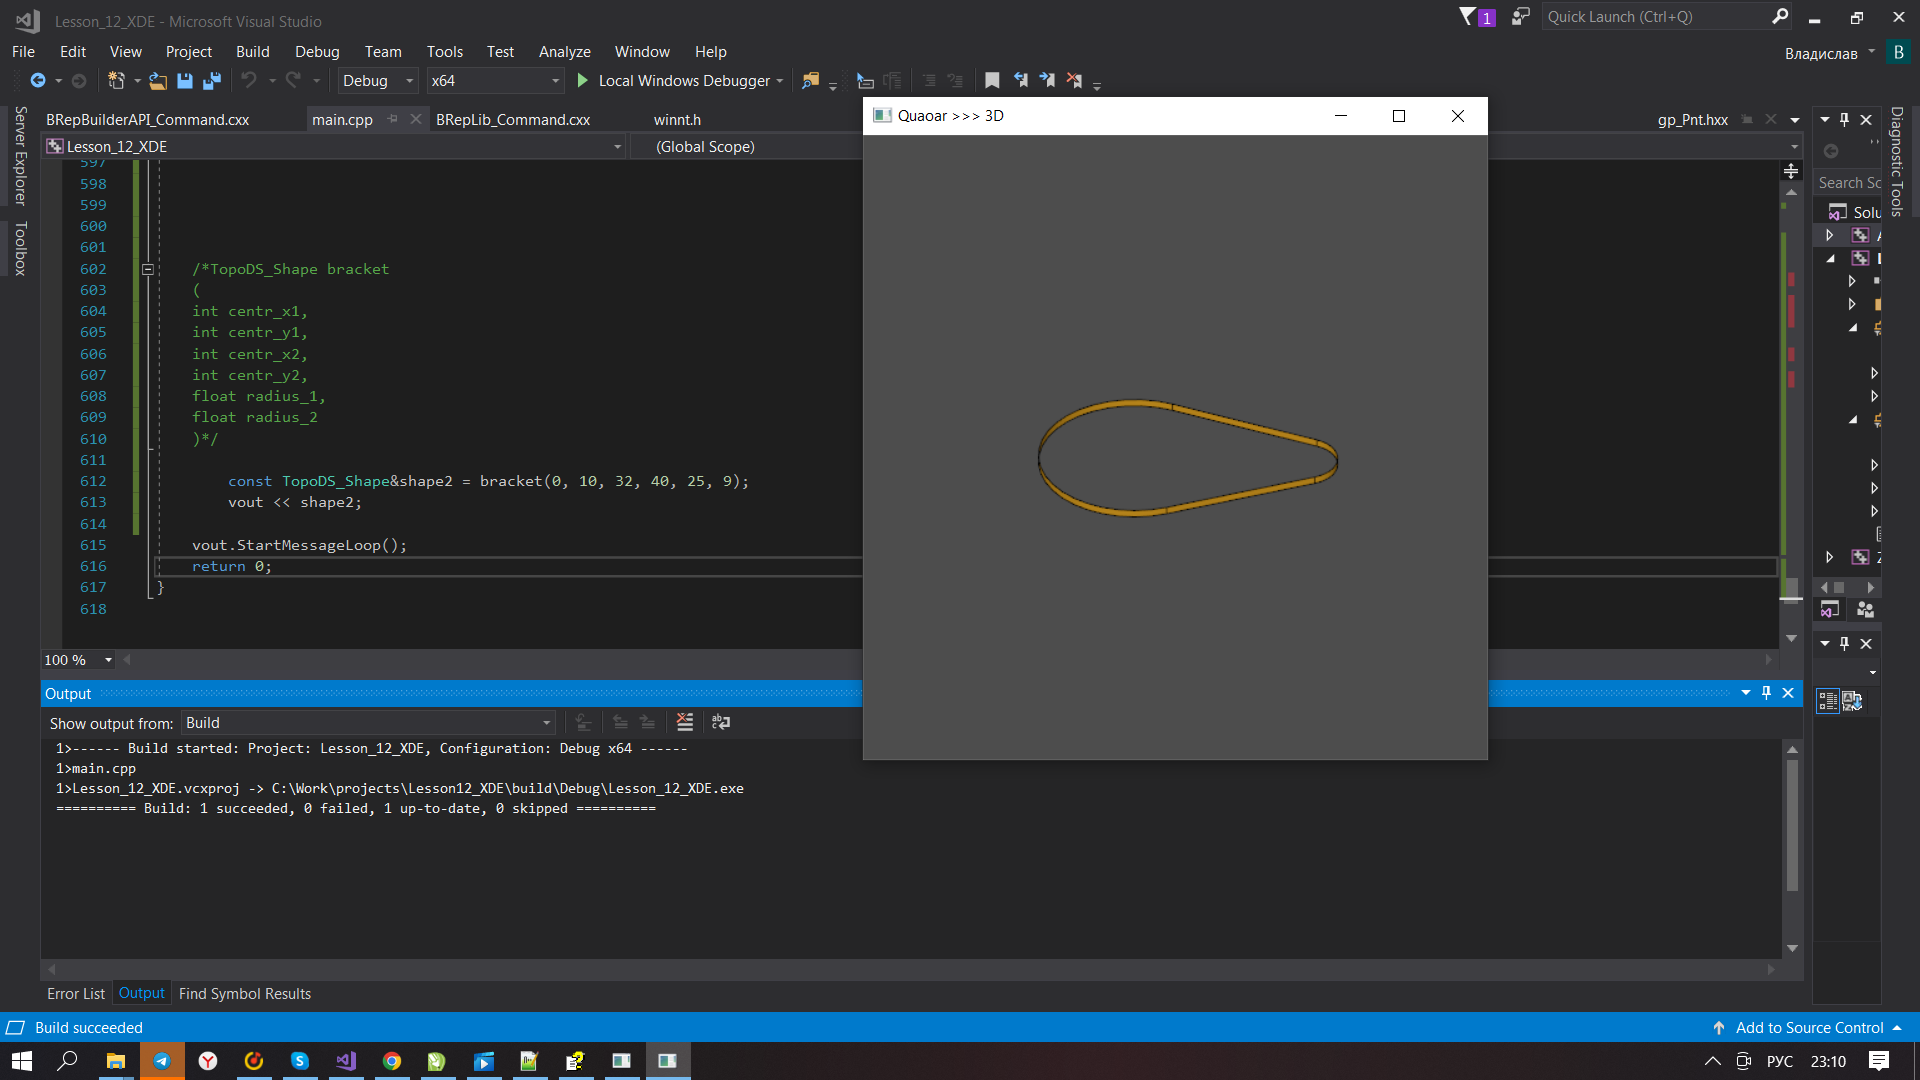 Lesson_12_XDE - Microsoft Visual Studio
1
Quick Launch (Ctrl+Q)
File Edit View Project Build Debug Team Tools Test Analyze Window Help
Владислав
B
Debug x64 Local Windows Debugger
Server Explorer
Toolbox
BRepBuilderAPI_Command.cxx main.cpp BRepLib_Command.cxx winnt.h gp_Pnt.hxx
Quaoar >>> 3D
Lesson_12_XDE (Global Scope)
Diagnostic Tools
Search Sc
Solu
597
598
599
600
601
602 /*TopoDS_Shape bracket
603 (
604 int centr_x1,
605 int centr_y1,
606 int centr_x2,
607 int centr_y2,
608 float radius_1,
609 float radius_2
610 )*/
611
612 const TopoDS_Shape&shape2 = bracket(0, 10, 32, 40, 25, 9);
613 vout << shape2;
614
615 vout.StartMessageLoop();
616 return 0;
617 }
618
100 %
Output
Show output from: Build
1>------ Build started: Project: Lesson_12_XDE, Configuration: Debug x64 ------
1>main.cpp
1>Lesson_12_XDE.vcxproj -> C:\Work\projects\Lesson12_XDE\build\Debug\Lesson_12_XDE.exe
========== Build: 1 succeeded, 0 failed, 1 up-to-date, 0 skipped ==========
Error List Output Find Symbol Results
Build succeeded
Add to Source Control
РУС 23:10